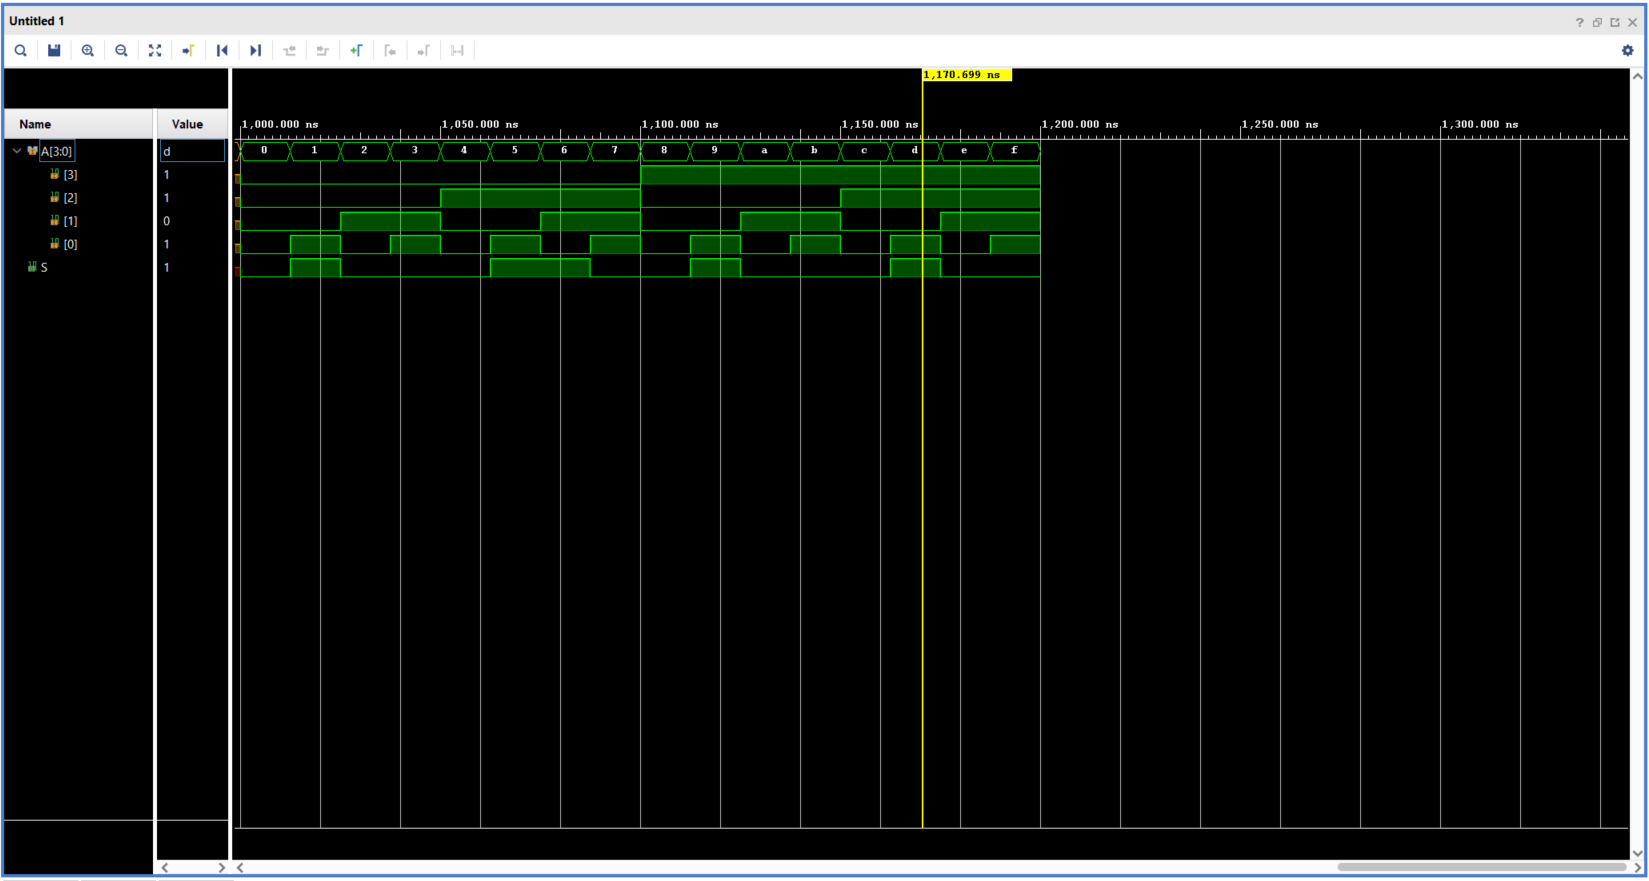 Untitled 1
1,170.699 ns
Name Value
1,000.000 ns 1,050.000 ns 1,100.000 ns 1,150.000 ns 1,200.000 ns 1,250.000 ns 1,300.000 ns
A[3:0] d 0 1 2 3 4 5 6 7 8 9 a b c d e f
[3] 1
[2] 1
[1] 0
[0] 1
S 1